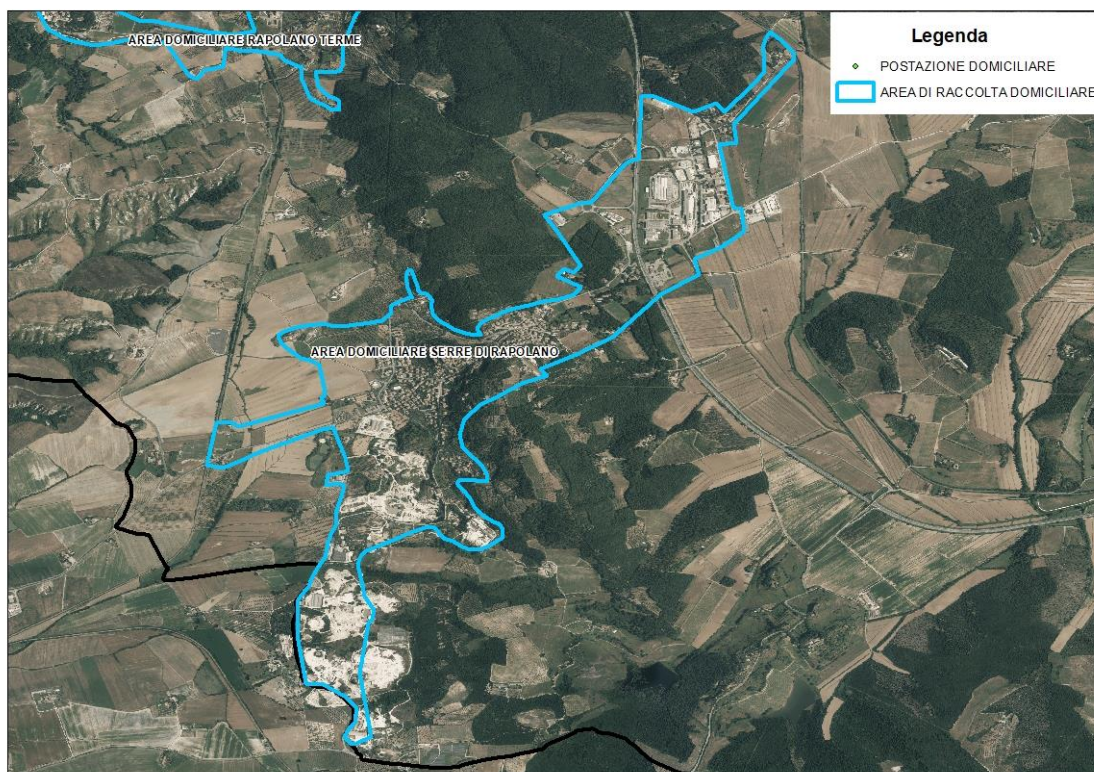 AREA DOMICILIARE RAPOLANO TERME
Legenda
POSTAZIONE DOMICILIARE
AREA DI RACCOLTA DOMICILIARE
AREA DOMICILIARE SERRE DI RAPOLANO